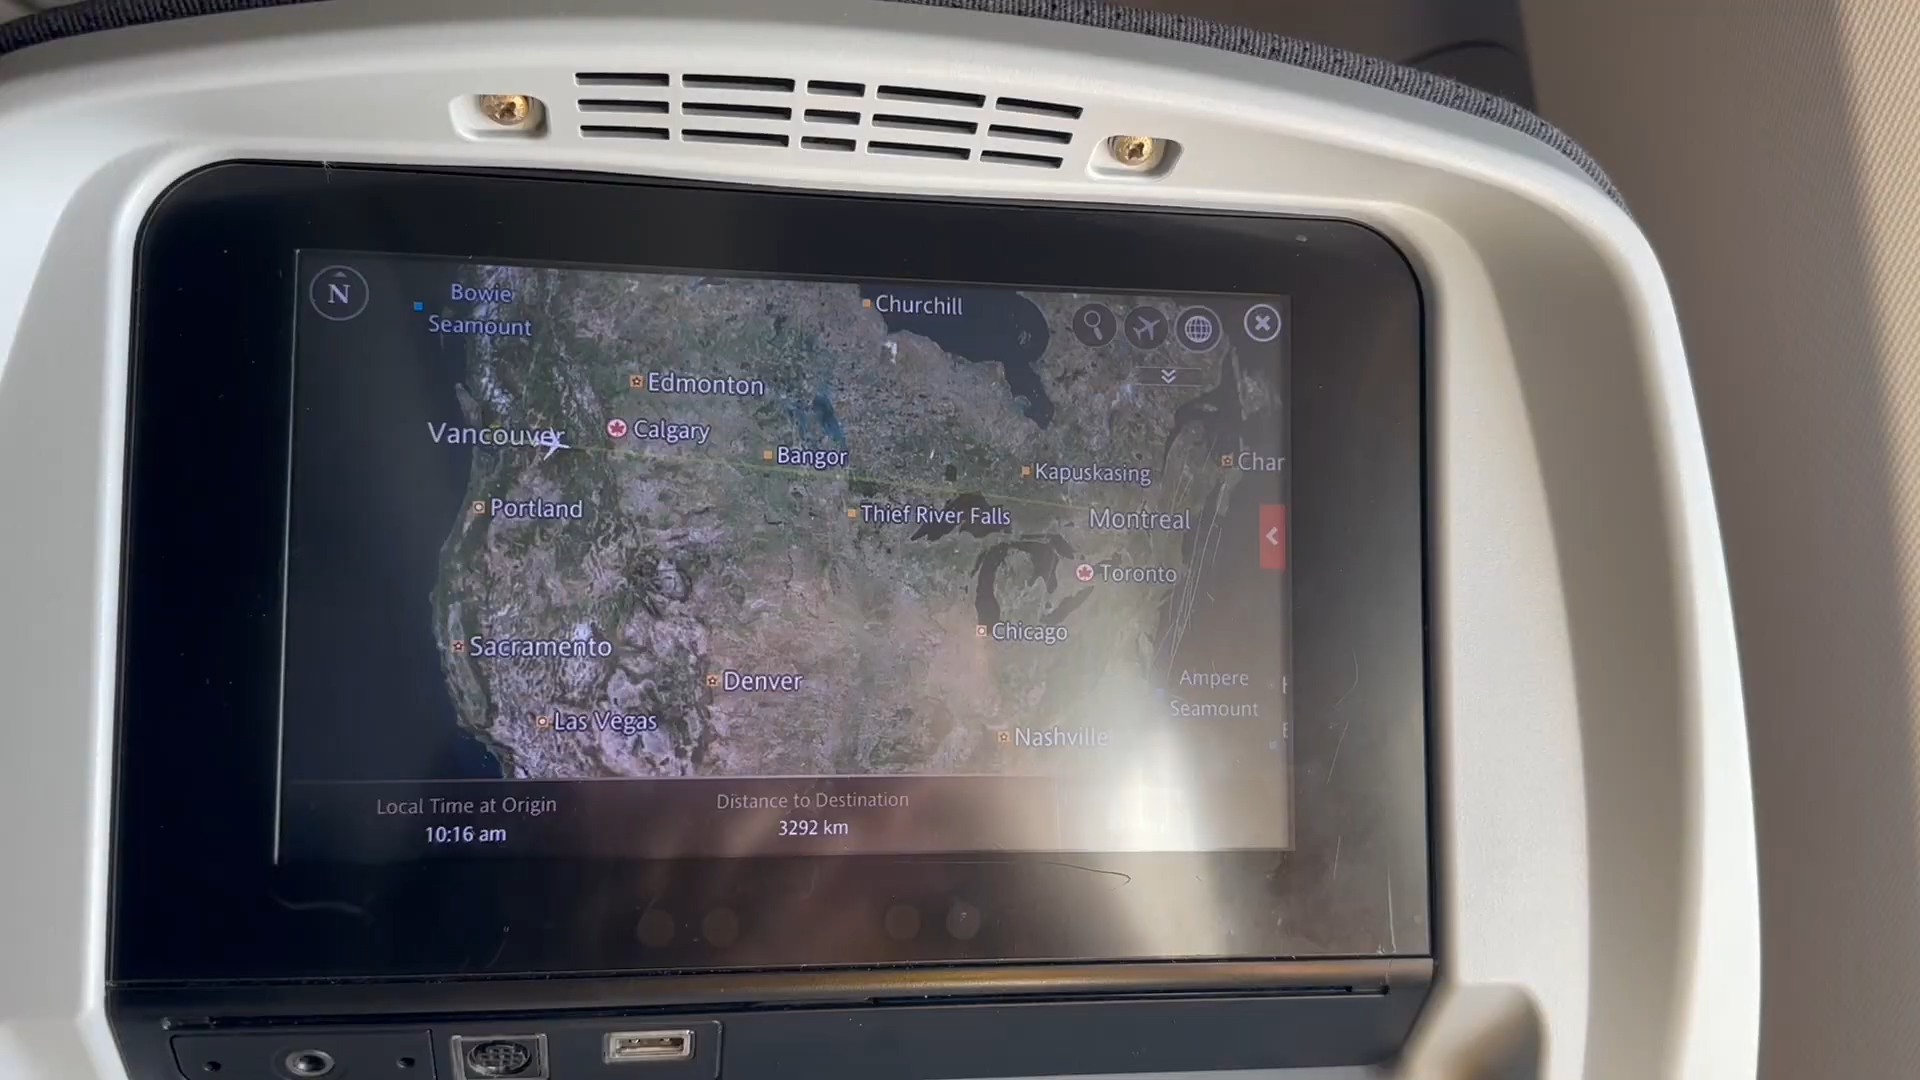 N
Bowie
Seamount
Churchill
Edmonton
Vancouver
Calgary
Bangor
Kapuskasing
Char
Portland
Thief River Falls
Montreal
Toronto
Chicago
Sacramento
Denver
Ampere
Seamount
Las Vegas
Nashville
Local Time at Origin
10:16 am
Distance to Destination
3292 km